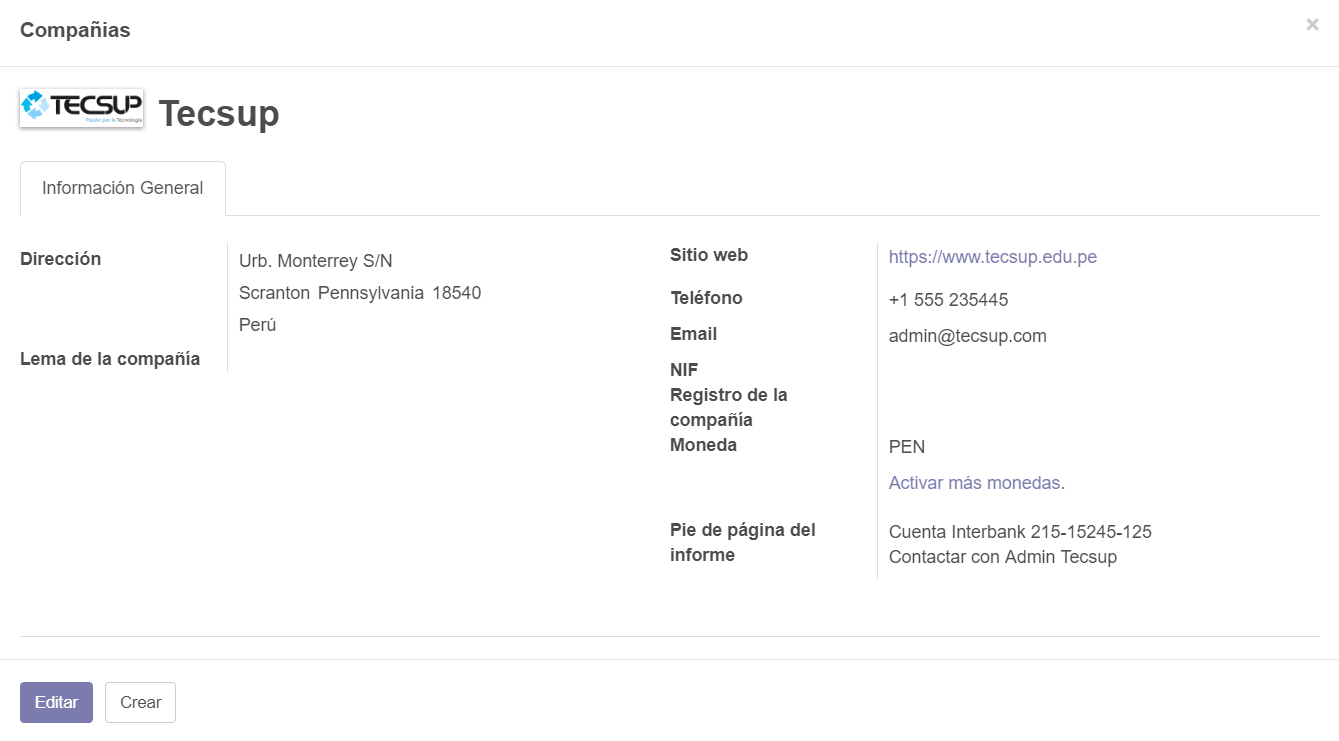 Compañias
×
TECSUP
Pasión por la Tecnología
Tecsup
Información General
Dirección
Urb. Monterrey S/N
Scranton Pennsylvania 18540
Perú
Lema de la compañía
Sitio web
https://www.tecsup.edu.pe
Teléfono
+1 555 235445
Email
admin@tecsup.com
NIF
Registro de la
compañía
Moneda
PEN
Activar más monedas.
Pie de página del
informe
Cuenta Interbank 215-15245-125
Contactar con Admin Tecsup
Editar
Crear